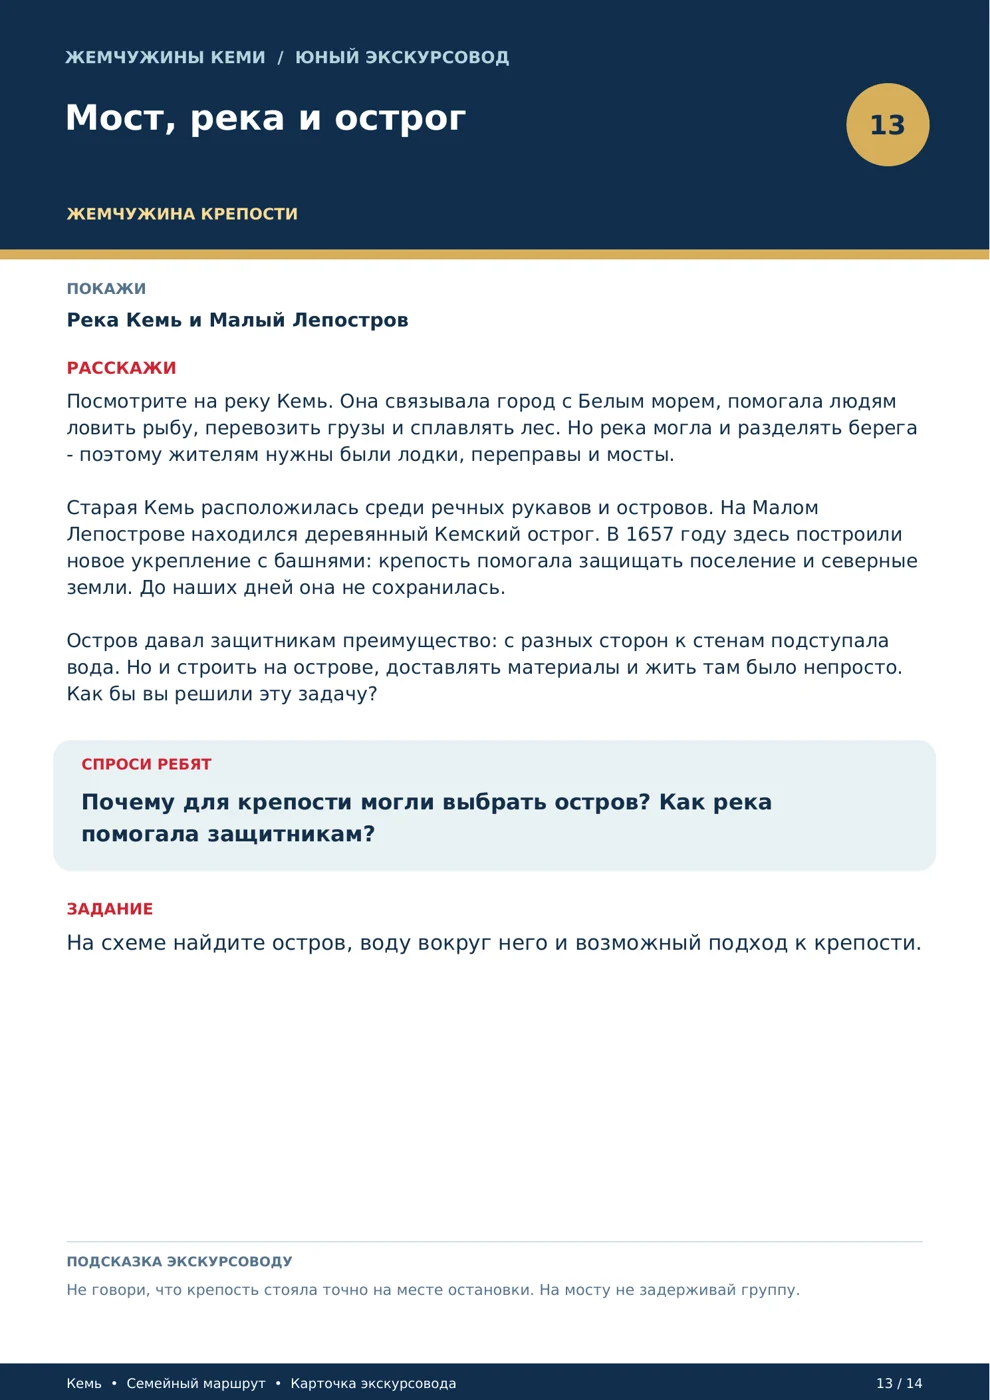 ЖЕМЧУЖИНЫ КЕМИ / ЮНЫЙ ЭКСКУРСОВОД
Мост, река и острог
13
ЖЕМЧУЖИНА КРЕПОСТИ
ПОКАЖИ
Река Кемь и Малый Лепостров
РАССКАЖИ
Посмотрите на реку Кемь. Она связывала город с Белым морем, помогала людям
ловить рыбу, перевозить грузы и сплавлять лес. Но река могла и разделять берега
- поэтому жителям нужны были лодки, переправы и мосты.
Старая Кемь расположилась среди речных рукавов и островов. На Малом
Лепострове находился деревянный Кемский острог. В 1657 году здесь построили
новое укрепление с башнями: крепость помогала защищать поселение и северные
земли. До наших дней она не сохранилась.
Остров давал защитникам преимущество: с разных сторон к стенам подступала
вода. Но и строить на острове, доставлять материалы и жить там было непросто.
Как бы вы решили эту задачу?
СПРОСИ РЕБЯТ
Почему для крепости могли выбрать остров? Как река
помогала защитникам?
ЗАДАНИЕ
На схеме найдите остров, воду вокруг него и возможный подход к крепости.
ПОДСКАЗКА ЭКСКУРСОВОДУ
Не говори, что крепость стояла точно на месте остановки. На мосту не задерживай группу.
Кемь • Семейный маршрут • Карточка экскурсовода
13 / 14